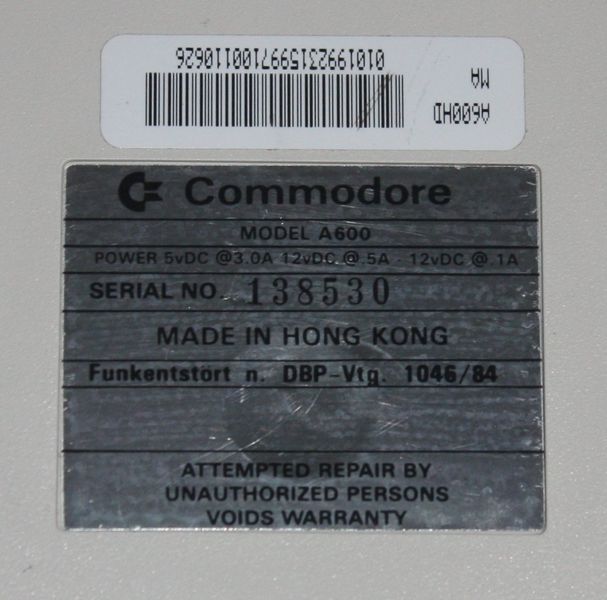 A600HD
MA
0101992315997100110626
Commodore
MODEL A600
POWER 5vDC @3.0A 12vDC @ .5A - 12vDC @ .1A
SERIAL NO. 138530
MADE IN HONG KONG
Funkentstört n. DBP-Vtg. 1046/84
ATTEMPTED REPAIR BY
UNAUTHORIZED PERSONS
VOIDS WARRANTY